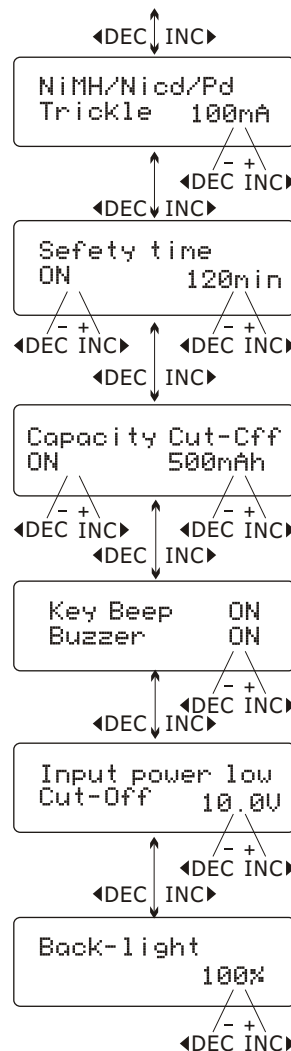 ◀DEC INC▶
NiMH/Nicd/Pd
Trickle 100mA
- +
◀DEC INC▶
◀DEC INC▶
Sefety time
ON 120min
- + - +
◀DEC INC▶ ◀DEC INC▶
◀DEC INC▶
Capacity Cut-Cff
ON 500mAh
- + - +
◀DEC INC▶ ◀DEC INC▶
◀DEC INC▶
Key Beep ON
Buzzer ON
- +
◀DEC INC▶
◀DEC INC▶
Input power low
Cut-Off 10.0V
- +
◀DEC INC▶
◀DEC INC▶
Back-light
100%
- +
◀DEC INC▶